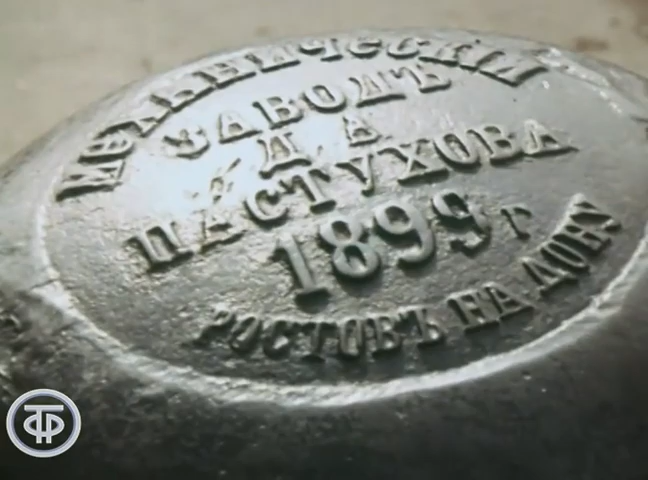 ЗАВОДЪ
Д. А
ПАСТУХОВА
1899 Г
РОСТОВЪ НА ДОНУ